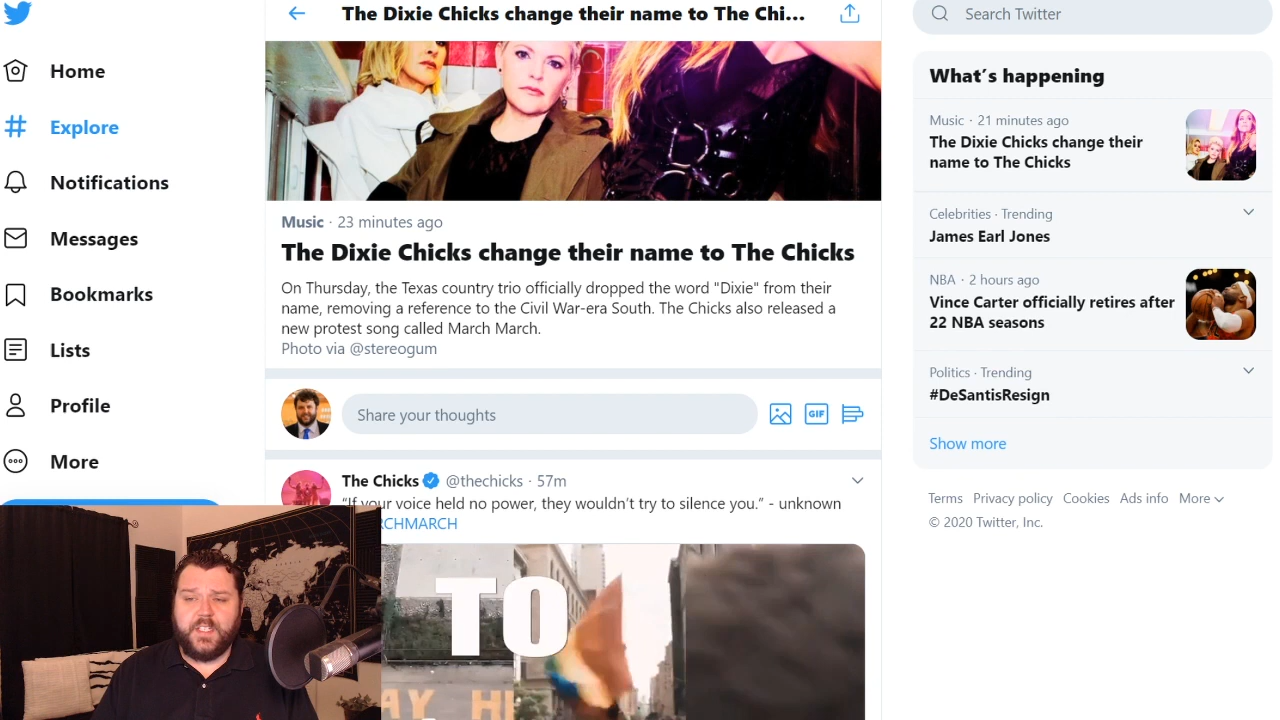 The Dixie Chicks change their name to The Chi...
Home
Explore
Notifications
Messages
Bookmarks
Lists
Profile
More
Music · 23 minutes ago
The Dixie Chicks change their name to The Chicks
On Thursday, the Texas country trio officially dropped the word "Dixie" from their
name, removing a reference to the Civil War-era South. The Chicks also released a
new protest song called March March.
Photo via @stereogum
Share your thoughts
GIF
The Chicks @thechicks · 57m
“If your voice held no power, they wouldn’t try to silence you.” - unknown
RCHMARCH
TO
Search Twitter
What’s happening
Music · 21 minutes ago
The Dixie Chicks change their
name to The Chicks
Celebrities · Trending
James Earl Jones
NBA · 2 hours ago
Vince Carter officially retires after
22 NBA seasons
Politics · Trending
#DeSantisResign
Show more
Terms Privacy policy Cookies Ads info More
© 2020 Twitter, Inc.